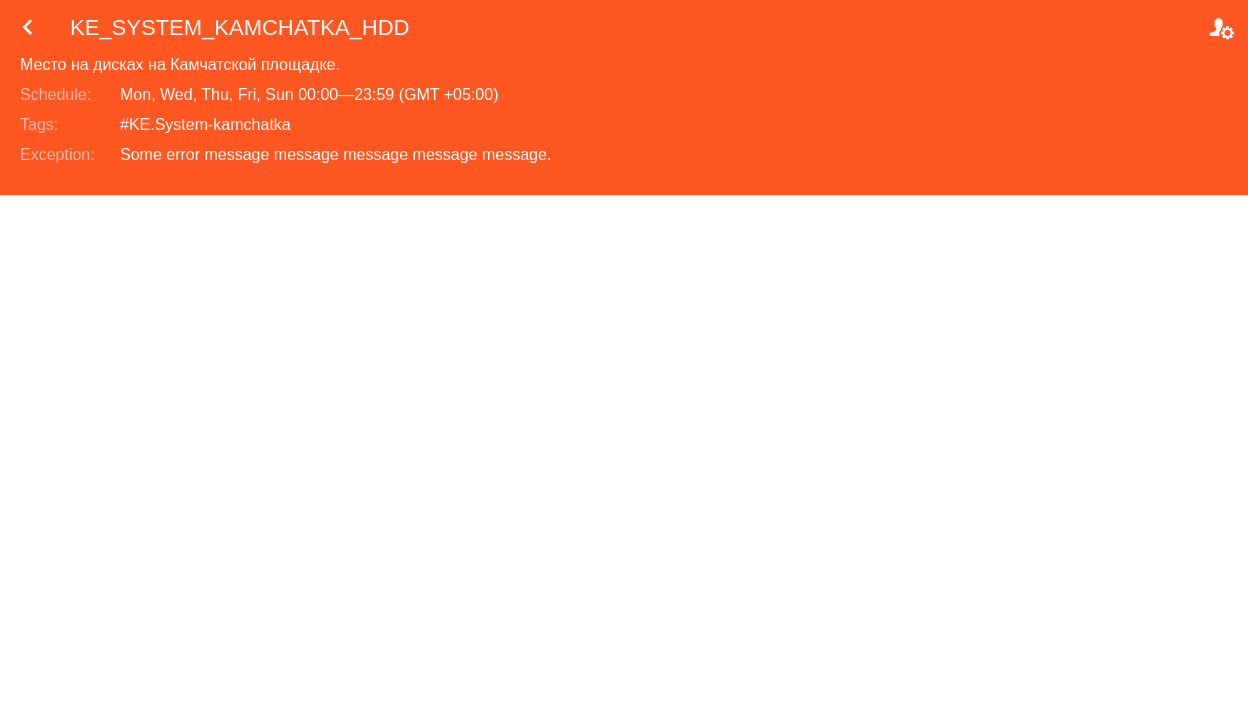 KE_SYSTEM_KAMCHATKA_HDD
Место на дисках на Камчатской площадке.
Schedule: Mon, Wed, Thu, Fri, Sun 00:00—23:59 (GMT +05:00)
Tags: #KE.System-kamchatka
Exception: Some error message message message message message.